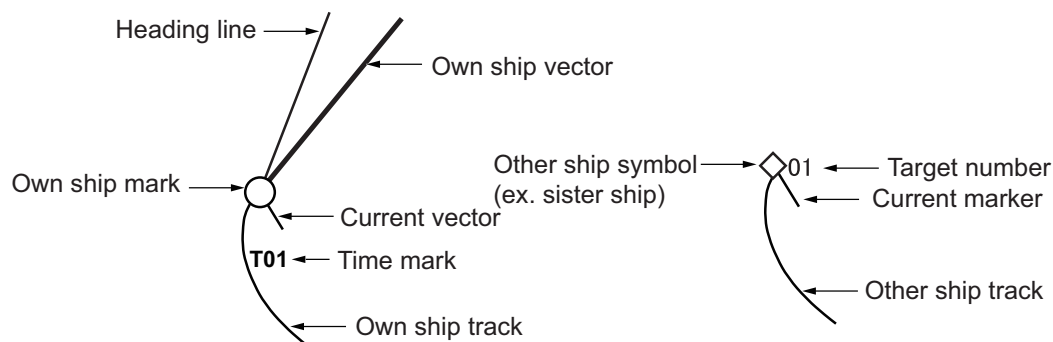 Heading line
Own ship vector
Own ship mark
Current vector
T01
Time mark
Own ship track
Other ship symbol
(ex. sister ship)
01
Target number
Current marker
Other ship track